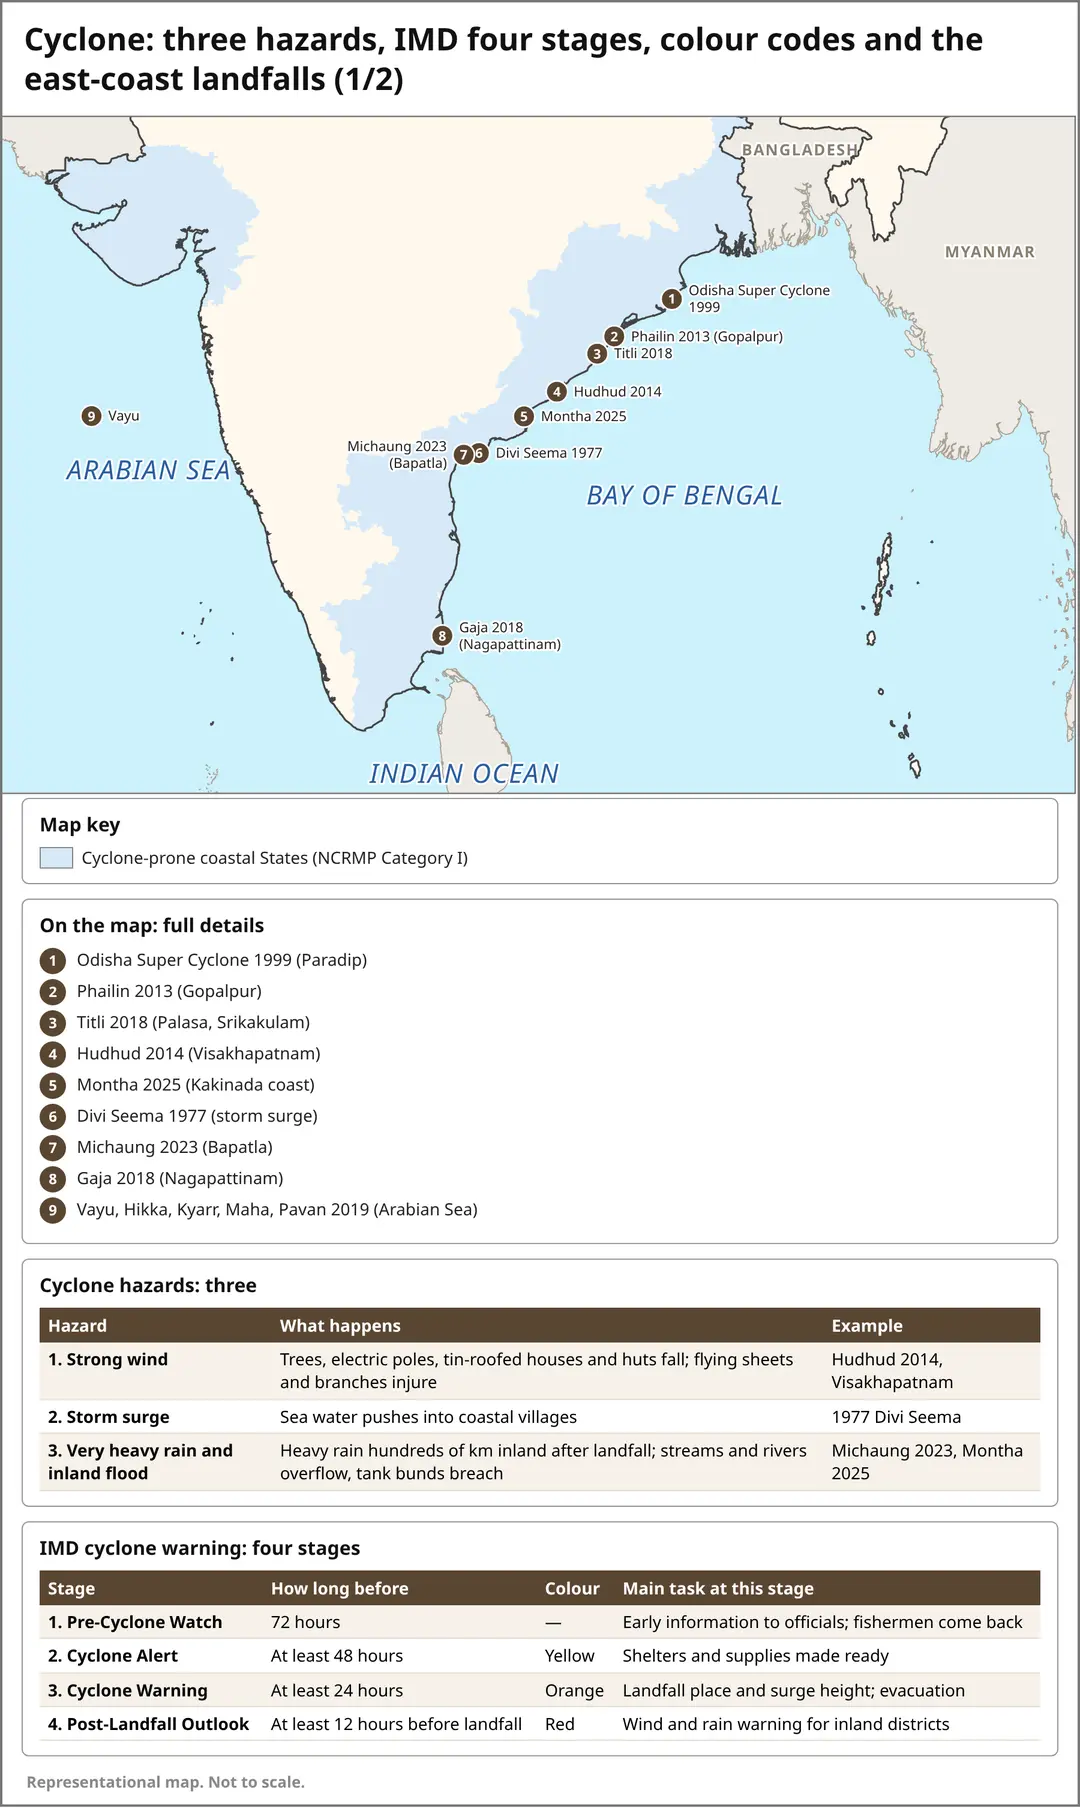 Cyclone: three hazards, IMD four stages, colour codes and the
east-coast landfalls (1/2)
BANGLADESH
MYANMAR
1 Odisha Super Cyclone
1999
2 Phailin 2013 (Gopalpur)
3 Titli 2018
4 Hudhud 2014
9 Vayu
5 Montha 2025
Michaung 2023
(Bapatla)
7
6 Divi Seema 1977
ARABIAN SEA
BAY OF BENGAL
8 Gaja 2018
(Nagapattinam)
INDIAN OCEAN
Map key
Cyclone-prone coastal States (NCRMP Category I)
On the map: full details
1 Odisha Super Cyclone 1999 (Paradip)
2 Phailin 2013 (Gopalpur)
3 Titli 2018 (Palasa, Srikakulam)
4 Hudhud 2014 (Visakhapatnam)
5 Montha 2025 (Kakinada coast)
6 Divi Seema 1977 (storm surge)
7 Michaung 2023 (Bapatla)
8 Gaja 2018 (Nagapattinam)
9 Vayu, Hikka, Kyarr, Maha, Pavan 2019 (Arabian Sea)
Cyclone hazards: three
Hazard What happens Example
1. Strong wind Trees, electric poles, tin-roofed houses and huts fall; flying sheets Hudhud 2014,
and branches injure Visakhapatnam
2. Storm surge Sea water pushes into coastal villages 1977 Divi Seema
3. Very heavy rain and Heavy rain hundreds of km inland after landfall; streams and rivers Michaung 2023, Montha
inland flood overflow, tank bunds breach 2025
IMD cyclone warning: four stages
Stage How long before Colour Main task at this stage
1. Pre-Cyclone Watch 72 hours — Early information to officials; fishermen come back
2. Cyclone Alert At least 48 hours Yellow Shelters and supplies made ready
3. Cyclone Warning At least 24 hours Orange Landfall place and surge height; evacuation
4. Post-Landfall Outlook At least 12 hours before landfall Red Wind and rain warning for inland districts
Representational map. Not to scale.